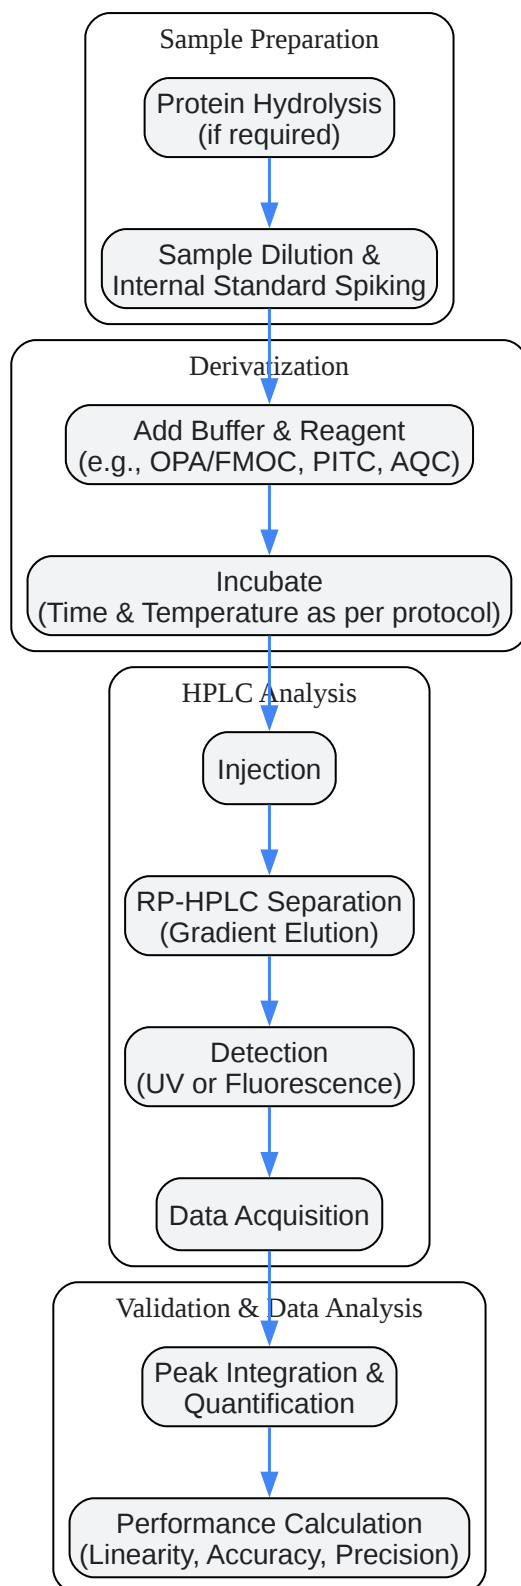 Sample Preparation
Protein Hydrolysis
(if required)
Sample Dilution &
Internal Standard Spiking
Derivatization
Add Buffer & Reagent
(e.g., OPA/FMOC, PITC, AQC)
Incubate
(Time & Temperature as per protocol)
HPLC Analysis
Injection
RP-HPLC Separation
(Gradient Elution)
Detection
(UV or Fluorescence)
Data Acquisition
Validation & Data Analysis
Peak Integration &
Quantification
Performance Calculation
(Linearity, Accuracy, Precision)